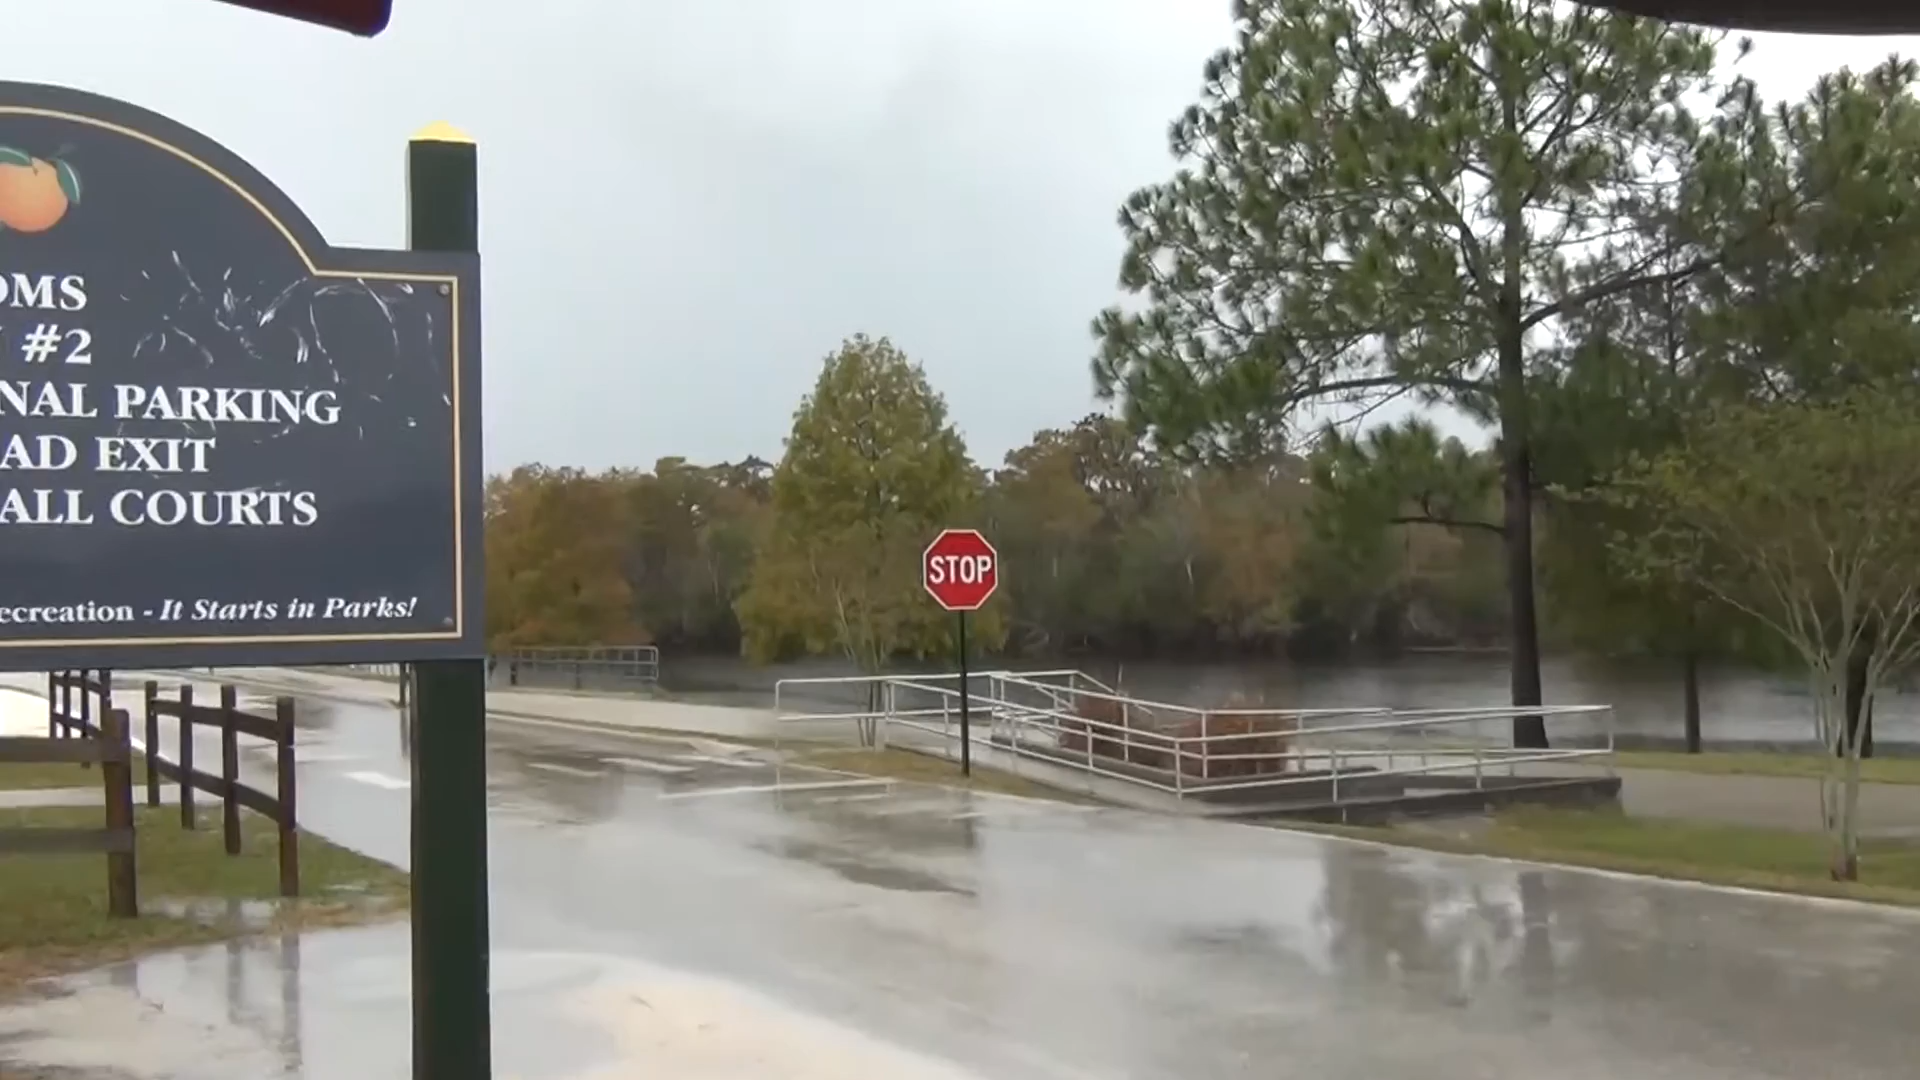 OMS
#2
NAL PARKING
AD EXIT
ALL COURTS
ecreation - It Starts in Parks!
STOP